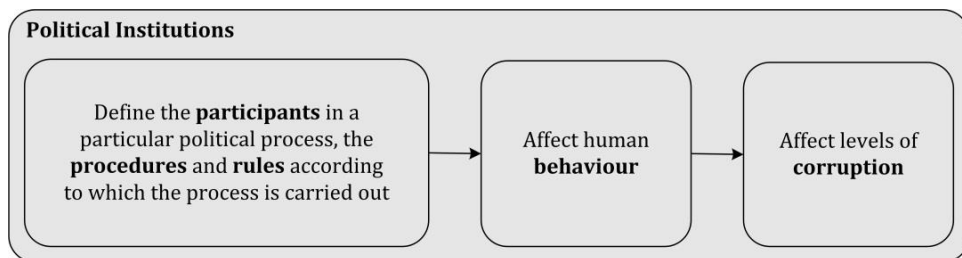 Political Institutions
Define the participants in a
particular political process, the
procedures and rules according
to which the process is carried out
Affect human
behaviour
Affect levels of
corruption